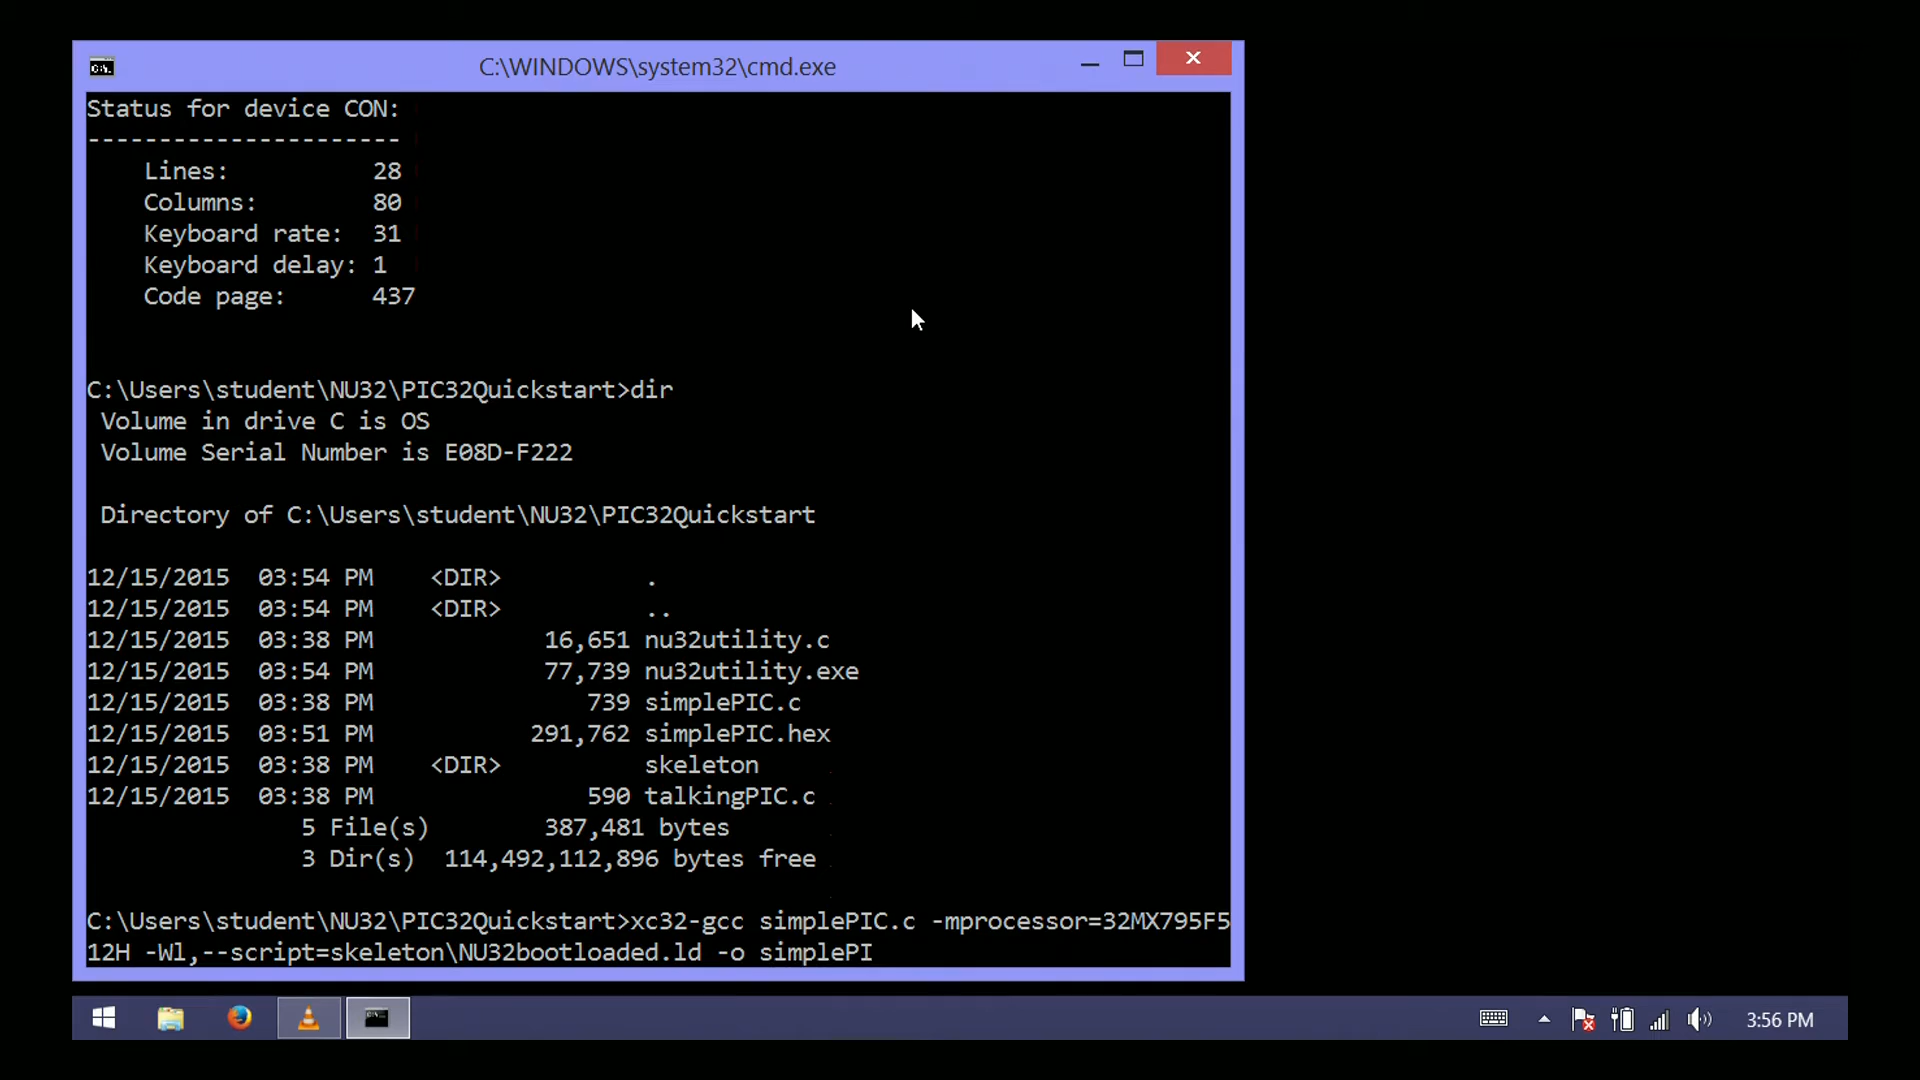 C:\WINDOWS\system32\cmd.exe
Status for device CON:
----------------------
    Lines:          28
    Columns:        80
    Keyboard rate:  31
    Keyboard delay: 1
    Code page:      437
C:\Users\student\NU32\PIC32Quickstart>dir
 Volume in drive C is OS
 Volume Serial Number is E08D-F222
 Directory of C:\Users\student\NU32\PIC32Quickstart
12/15/2015  03:54 PM    <DIR>          .
12/15/2015  03:54 PM    <DIR>          ..
12/15/2015  03:38 PM            16,651 nu32utility.c
12/15/2015  03:54 PM            77,739 nu32utility.exe
12/15/2015  03:38 PM               739 simplePIC.c
12/15/2015  03:51 PM           291,762 simplePIC.hex
12/15/2015  03:38 PM    <DIR>          skeleton
12/15/2015  03:38 PM               590 talkingPIC.c
               5 File(s)        387,481 bytes
               3 Dir(s)  114,492,112,896 bytes free
C:\Users\student\NU32\PIC32Quickstart>xc32-gcc simplePIC.c -mprocessor=32MX795F5
12H -Wl,--script=skeleton\NU32bootloaded.ld -o simplePI
3:56 PM